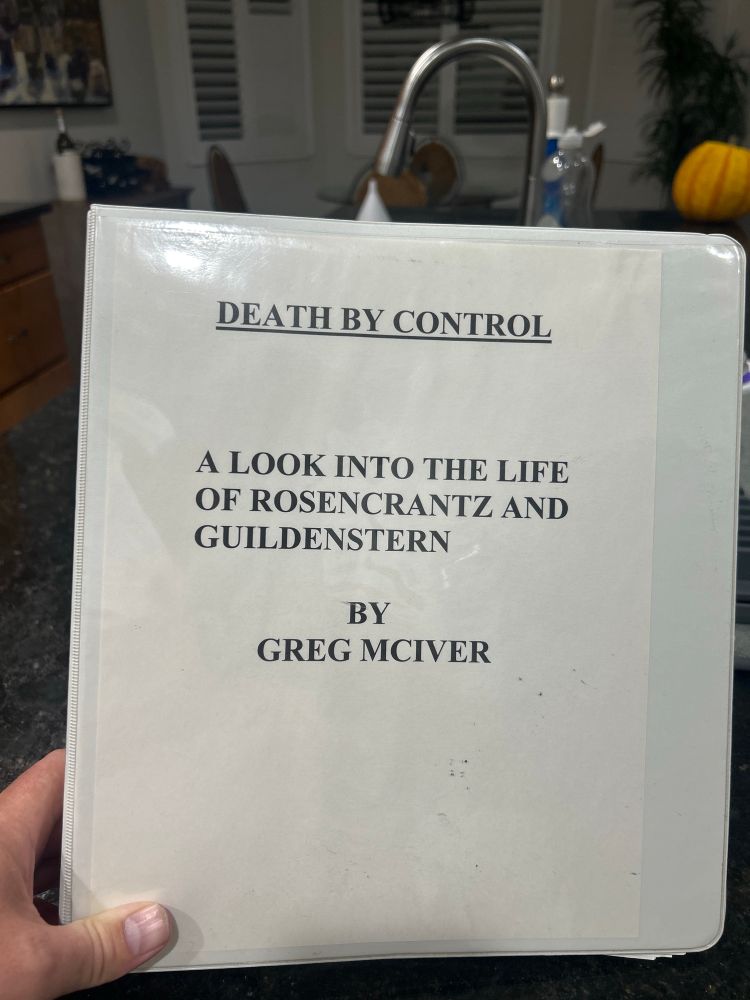 DEATH BY CONTROL
A LOOK INTO THE LIFE
OF ROSENCRANTZ AND
GUILDENSTERN
BY
GREG MCIVER